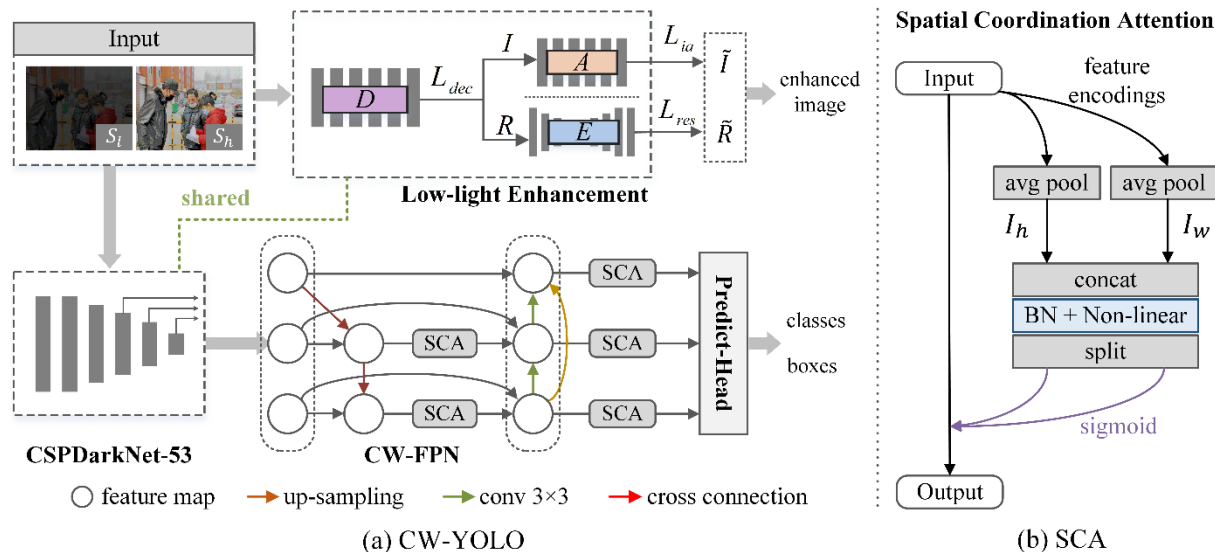 Input
S_l
S_h
D
L_dec
I
R
A
E
L_ia
L_res
Ĩ
R̃
enhanced
image
Low-light Enhancement
shared
CSPDarkNet-53
SCA
SCA
SCA
SCA
SCA
CW-FPN
Predict-Head
classes
boxes
feature map
up-sampling
conv 3×3
cross connection
(a) CW-YOLO
Spatial Coordination Attention
Input
feature
encodings
avg pool
avg pool
I_h
I_w
concat
BN + Non-linear
split
sigmoid
Output
(b) SCA